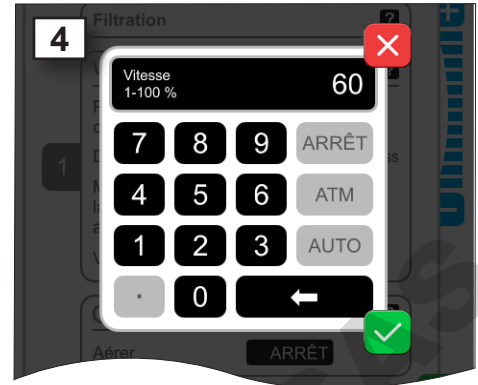 Filtration ?
4
Vitesse
1-100 %
60
7 8 9 ARRÊT
4 5 6 ATM
1 2 3 AUTO
. 0
1
?
Aérer ARRÊT